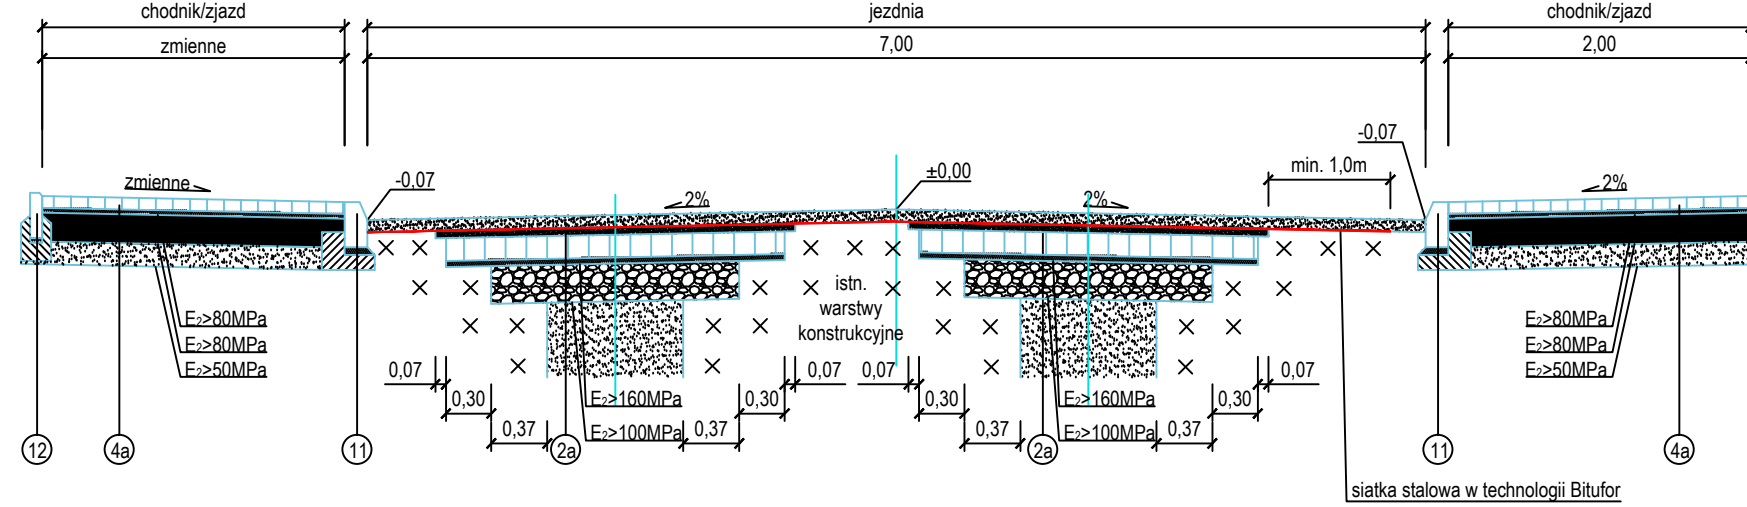 chodnik/zjazd
jezdnia
chodnik/zjazd
zmienne
7,00
2,00
-0,07
min. 1,0m
±0,00
zmienne
-0,07
2%
2%
2%
istn.
warstwy
konstrukcyjne
E2>80MPa
E2>80MPa
E2>50MPa
E2>80MPa
E2>80MPa
E2>50MPa
0,07
0,07
0,07
0,07
0,30
E2>160MPa
0,30
0,30
E2>160MPa
0,30
0,37
E2>100MPa
0,37
0,37
E2>100MPa
0,37
12
4a
11
2a
2a
11
4a
siatka stalowa w technologii Bitufor